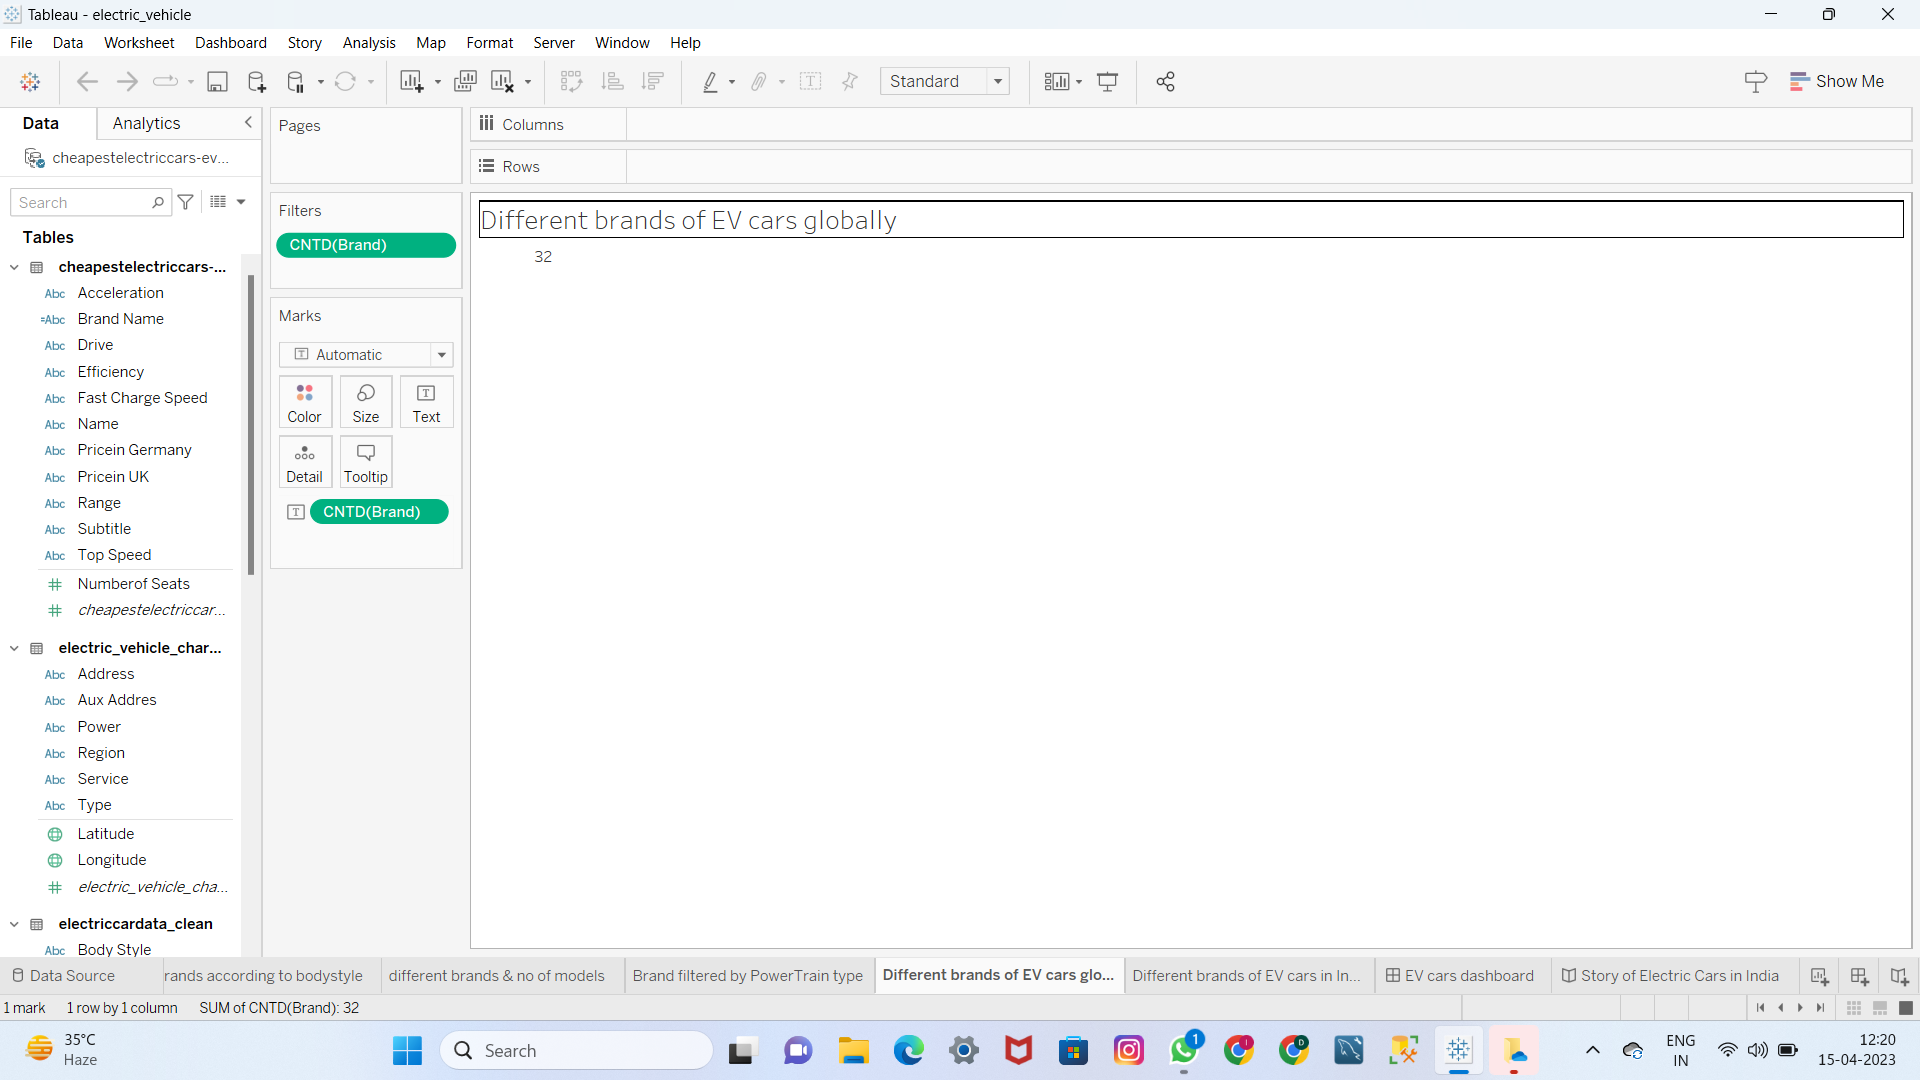 Tableau - electric_vehicle
File Data Worksheet Dashboard Story Analysis Map Format Server Window Help
Standard
Show Me
Data
Analytics
cheapestelectriccars-ev...
Search
Tables
cheapestelectriccars-...
Abc Acceleration
=Abc Brand Name
Abc Drive
Abc Efficiency
Abc Fast Charge Speed
Abc Name
Abc Pricein Germany
Abc Pricein UK
Abc Range
Abc Subtitle
Abc Top Speed
Numberof Seats
cheapestelectriccar...
electric_vehicle_char...
Abc Address
Abc Aux Addres
Abc Power
Abc Region
Abc Service
Abc Type
Latitude
Longitude
electric_vehicle_cha...
electriccardata_clean
Abc Body Style
Pages
Filters
CNTD(Brand)
Marks
Automatic
Color Size Text
Detail Tooltip
CNTD(Brand)
Columns
Rows
Different brands of EV cars globally
32
Data Source
rands according to bodystyle
different brands & no of models
Brand filtered by PowerTrain type
Different brands of EV cars glo...
Different brands of EV cars in In...
EV cars dashboard
Story of Electric Cars in India
1 mark 1 row by 1 column SUM of CNTD(Brand): 32
35°C
Haze
Search
1
D
ENG
IN
12:20
15-04-2023